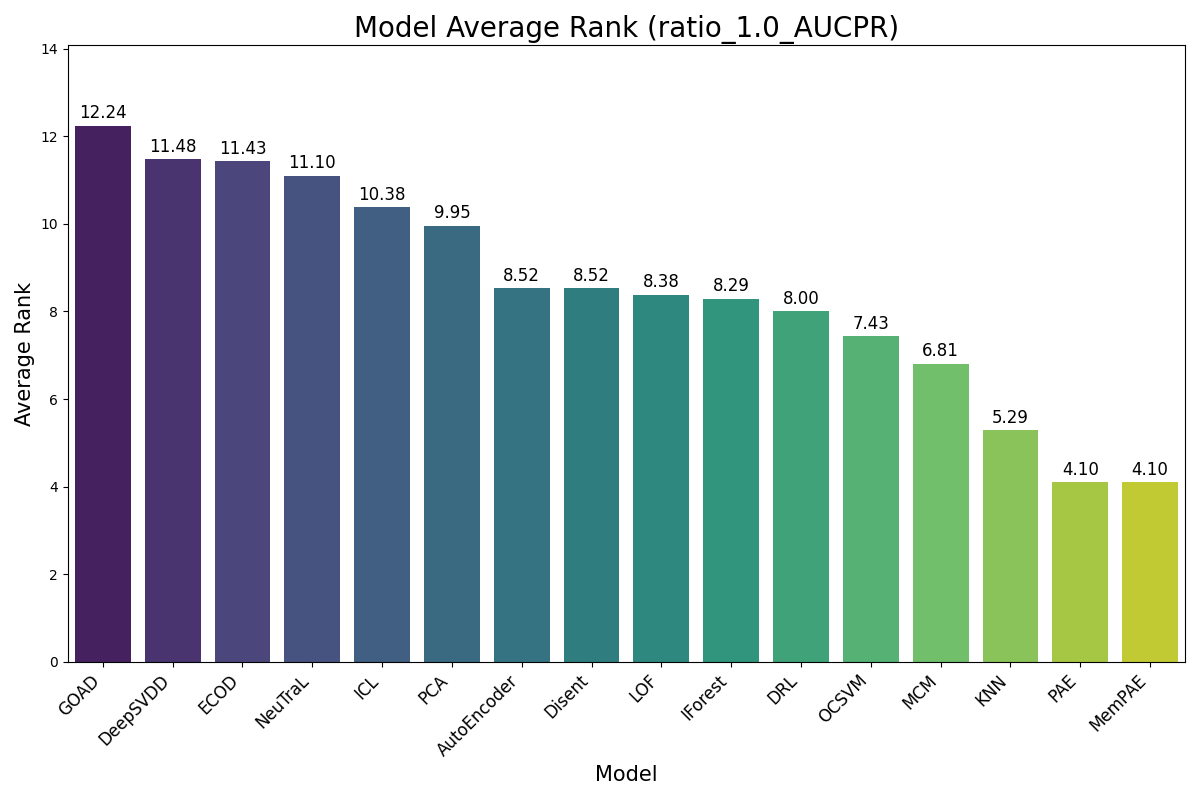 Model Average Rank (ratio_1.0_AUCPR)
14
12
10
8
6
4
2
0
Average Rank
12.24
11.48
11.43
11.10
10.38
9.95
8.52
8.52
8.38
8.29
8.00
7.43
6.81
5.29
4.10
4.10
GOAD
DeepSVDD
ECOD
NeuTraL
ICL
PCA
AutoEncoder
Disent
LOF
IForest
DRL
OCSVM
MCM
KNN
PAE
MemPAE
Model